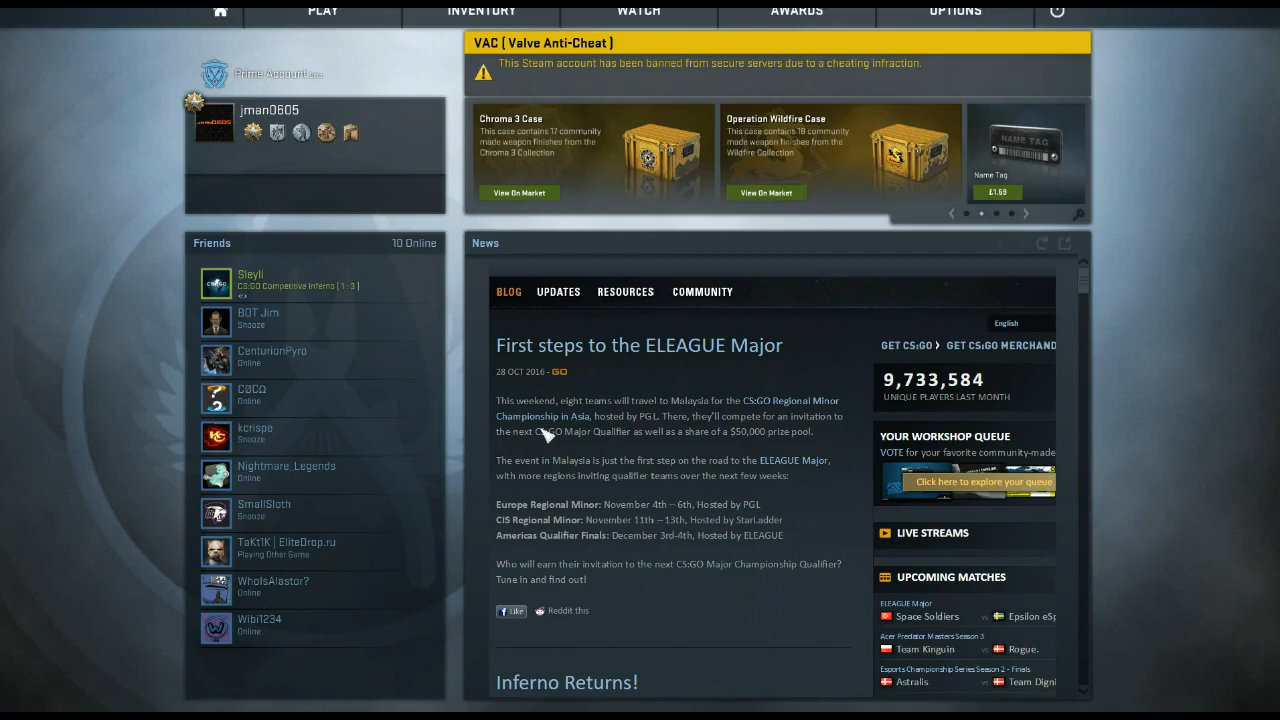 PLAY
INVENTORY
WATCH
AWARDS
OPTIONS
VAC [ Valve Anti-Cheat ]
This Steam account has been banned from secure servers due to a cheating infraction.
Prime Account
jman0605
Chroma 3 Case
This case contains 17 community
made weapon finishes from the
Chroma 3 Collection
View On Market
Operation Wildfire Case
This case contains 16 community
made weapon finishes from the
Wildfire Collection
View On Market
NAME TAG
Name Tag
£1.59
Friends
10 Online
Sleyli
CS:GO Competitive Inferno [ 1 : 3 ]
BOT Jim
Snooze
CenturionPyro
Online
CØCΩ
Online
kcrispe
Snooze
Nightmare_Legends
Online
SmallSloth
Snooze
TaKt1K | EliteDrop.ru
Playing Other Game
WhoIsAlastor?
Online
Wibi1234
Online
News
BLOG UPDATES RESOURCES COMMUNITY
English
First steps to the ELEAGUE Major
28 OCT 2016 - GO
This weekend, eight teams will travel to Malaysia for the CS:GO Regional Minor
Championship in Asia, hosted by PGL. There, they'll compete for an invitation to
the next CS:GO Major Qualifier as well as a share of a $50,000 prize pool.
The event in Malaysia is just the first step on the road to the ELEAGUE Major,
with more regions inviting qualifier teams over the next few weeks:
Europe Regional Minor: November 4th – 6th, Hosted by PGL
CIS Regional Minor: November 11th – 13th, Hosted by StarLadder
Americas Qualifier Finals: December 3rd-4th, Hosted by ELEAGUE
Who will earn their invitation to the next CS:GO Major Championship Qualifier?
Tune in and find out!
Like
Reddit this
Inferno Returns!
GET CS:GO GET CS:GO MERCHAND
9,733,584
UNIQUE PLAYERS LAST MONTH
YOUR WORKSHOP QUEUE
VOTE for your favorite community-made
Click here to explore your queue
LIVE STREAMS
UPCOMING MATCHES
ELEAGUE Major
Space Soldiers vs Epsilon eSp
Acer Predator Masters Season 3
Team Kinguin vs Rogue.
Esports Championship Series Season 2 - Finals
Astralis vs Team Digni